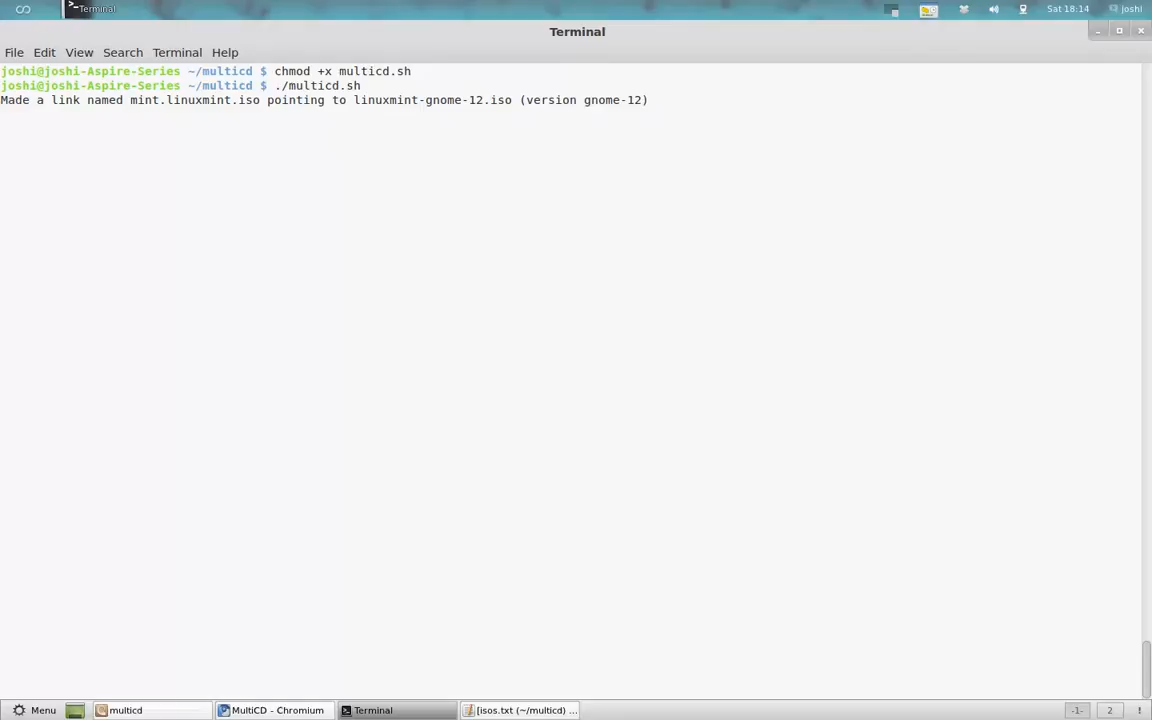 Terminal
Sat 18:14
joshi
Terminal
File Edit View Search Terminal Help
joshi@joshi-Aspire-Series ~/multicd $ chmod +x multicd.sh
joshi@joshi-Aspire-Series ~/multicd $ ./multicd.sh
Made a link named mint.linuxmint.iso pointing to linuxmint-gnome-12.iso (version gnome-12)
Menu multicd MultiCD - Chromium Terminal [isos.txt (~/multicd) ... -1- 2 !